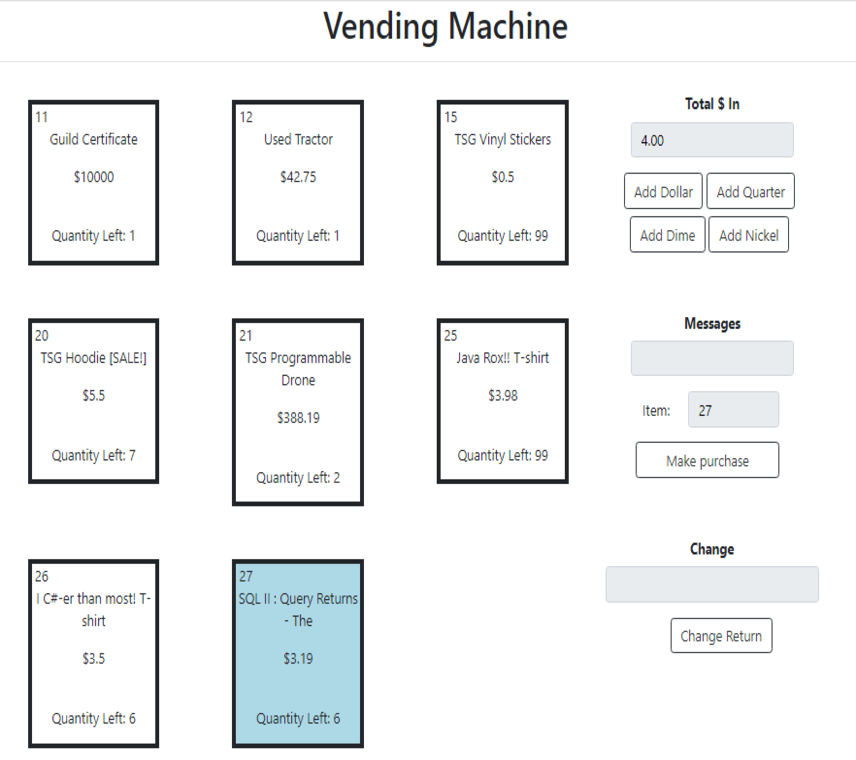 Vending Machine
11
Guild Certificate
$10000
Quantity Left: 1
12
Used Tractor
$42.75
Quantity Left: 1
15
TSG Vinyl Stickers
$0.5
Quantity Left: 99
20
TSG Hoodie [SALE!]
$5.5
Quantity Left: 7
21
TSG Programmable
Drone
$388.19
Quantity Left: 2
25
Java Rox!! T-shirt
$3.98
Quantity Left: 99
26
I C#-er than most! T-
shirt
$3.5
Quantity Left: 6
27
SQL II : Query Returns
- The
$3.19
Quantity Left: 6
Total $ In
4.00
Add Dollar
Add Quarter
Add Dime
Add Nickel
Messages
Item: 27
Make purchase
Change
Change Return